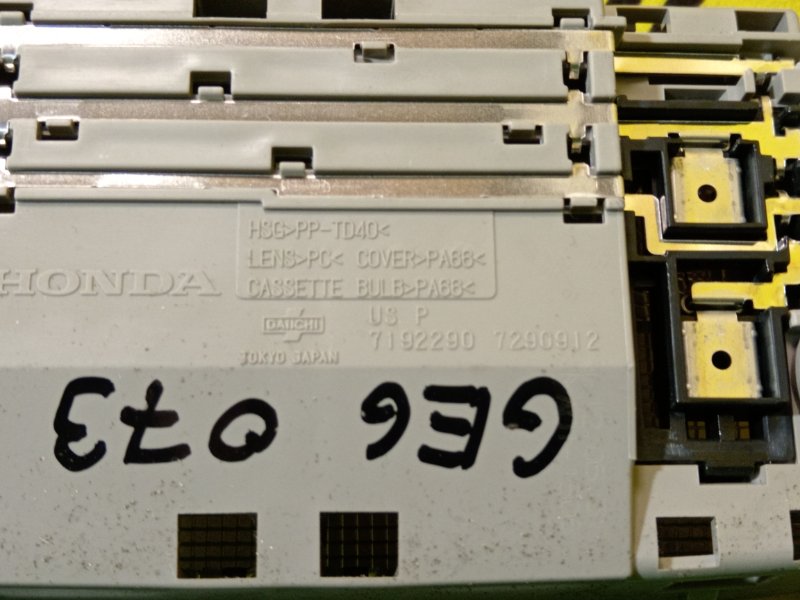 HSG>PP-TD40<
LENS>PC< COVER>PA66<
CASSETTE BULB>PA66<
HONDA
DAIICHI
TOKYO JAPAN
US P
7192290 7290912
GE6 073